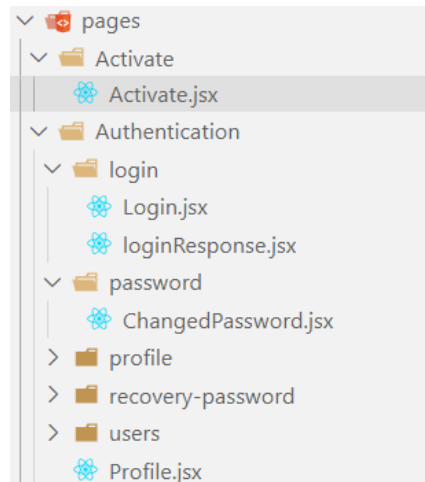 pages
Activate
Activate.jsx
Authentication
login
Login.jsx
loginResponse.jsx
password
ChangedPassword.jsx
profile
recovery-password
users
Profile.jsx